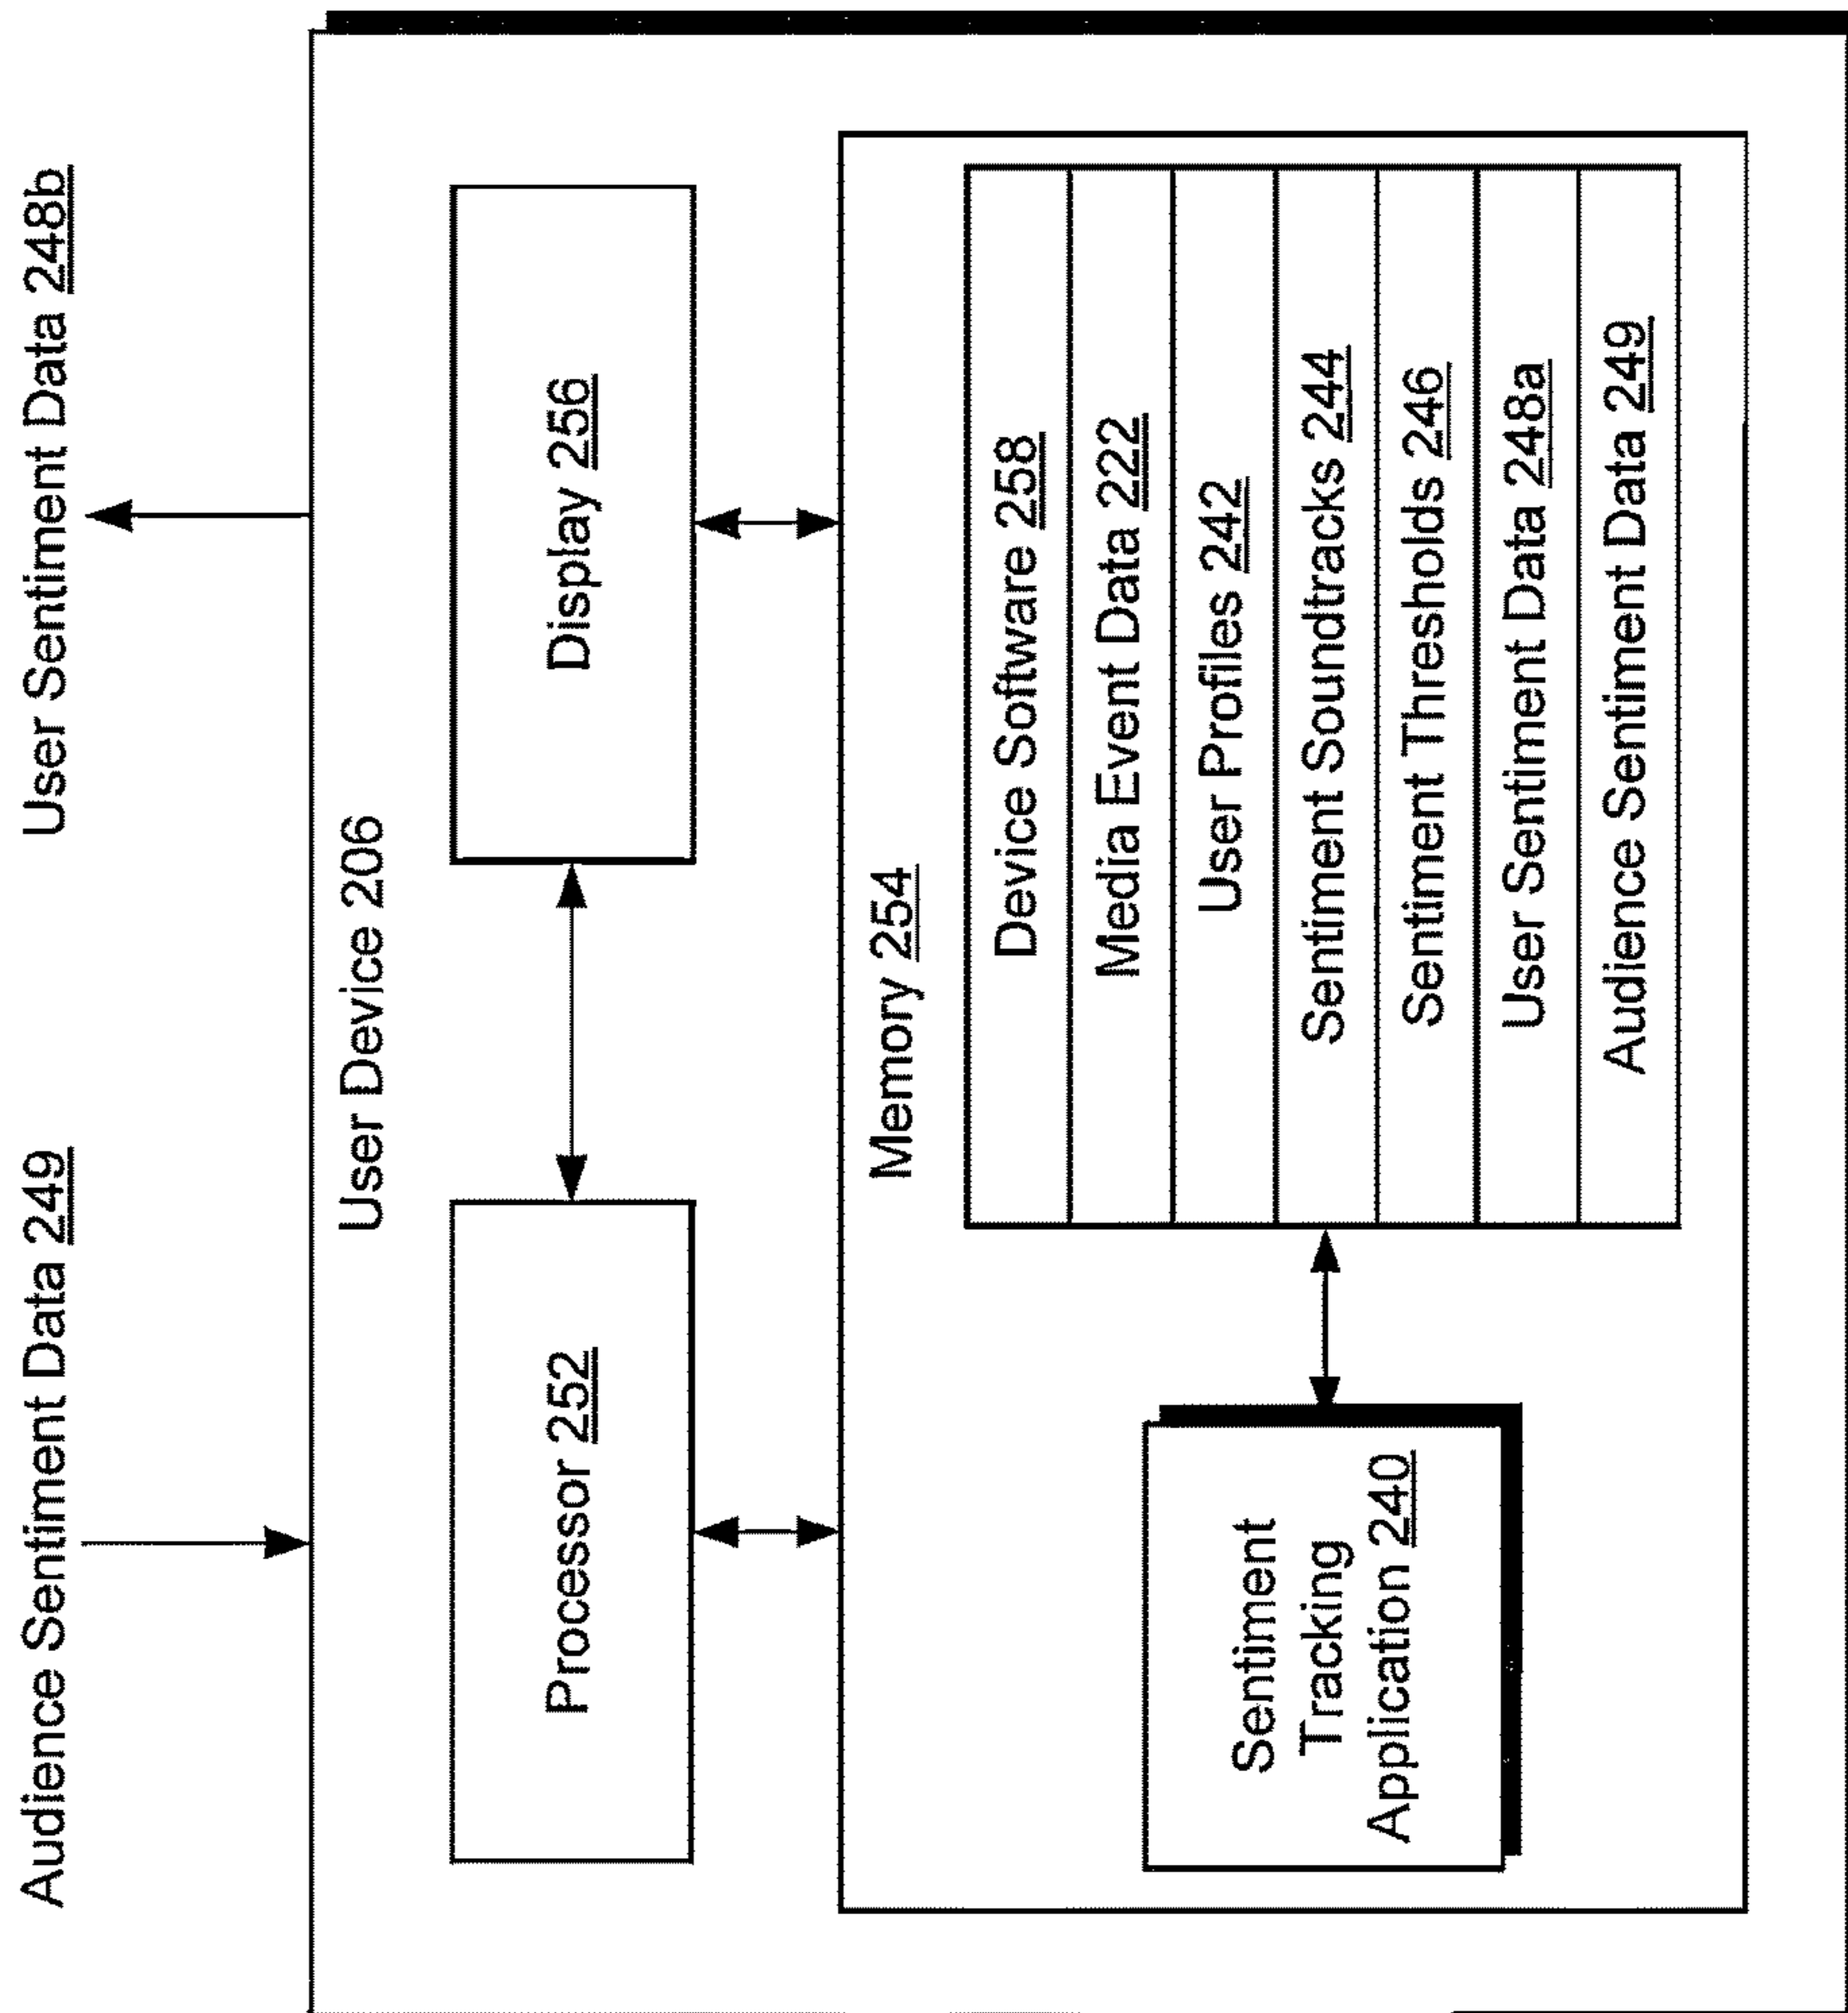 Audience Sentiment Data 249
User Sentiment Data 248b
User Device 206
Processor 252
Display 256
Memory 254
Sentiment
Tracking
Application 240
Device Software 258
Media Event Data 222
User Profiles 242
Sentiment Soundtracks 244
Sentiment Thresholds 246
User Sentiment Data 248a
Audience Sentiment Data 249